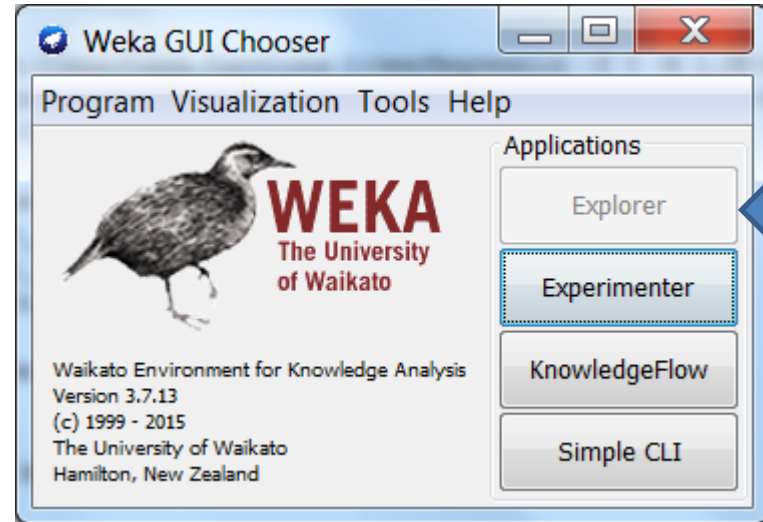 Weka GUI Chooser
Program Visualization Tools Help
WEKA
The University
of Waikato
Waikato Environment for Knowledge Analysis
Version 3.7.13
(c) 1999 - 2015
The University of Waikato
Hamilton, New Zealand
Applications
Explorer
Experimenter
KnowledgeFlow
Simple CLI